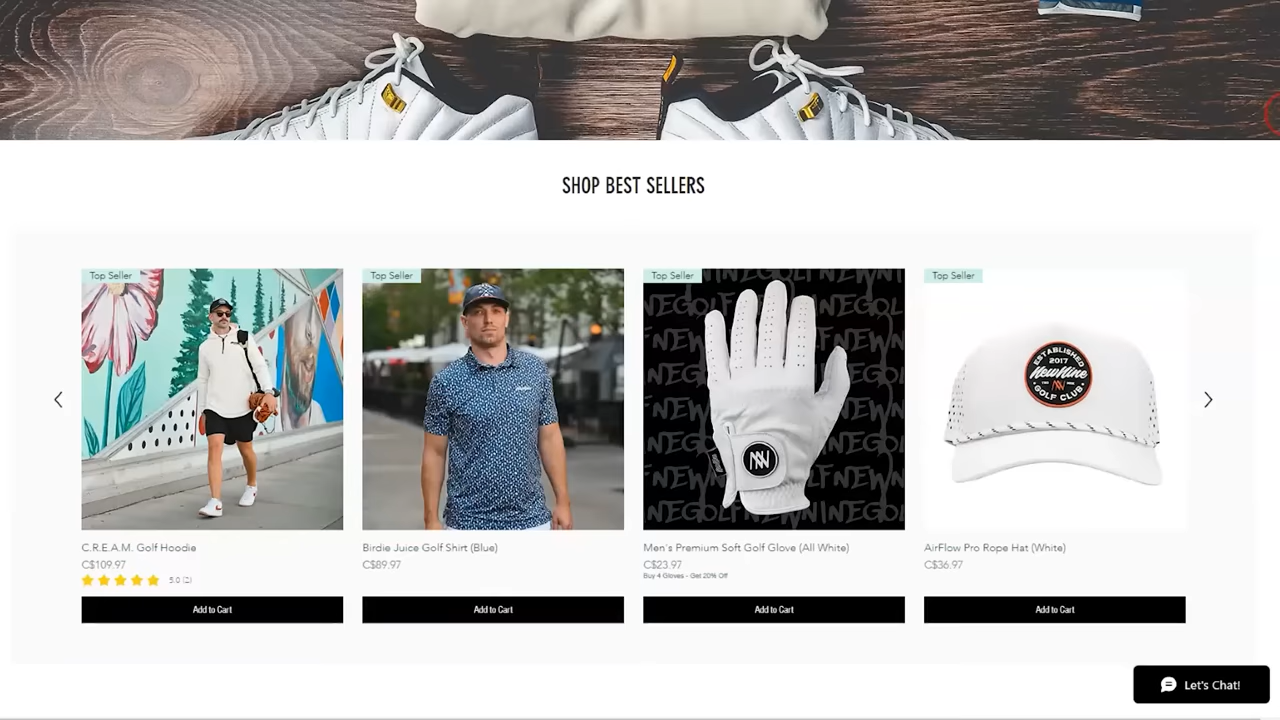 SHOP BEST SELLERS
Top Seller
Top Seller
Top Seller
Top Seller
ESTABLISHED
2017
NewNine
GOLF CLUB
C.R.E.A.M. Golf Hoodie
Birdie Juice Golf Shirt (Blue)
Men's Premium Soft Golf Glove (All White)
AirFlow Pro Rope Hat (White)
C$109.97
C$89.97
C$23.97
C$36.97
5.0 (2)
Buy 4 Gloves - Get 20% Off
Add to Cart
Add to Cart
Add to Cart
Add to Cart
Let's Chat!